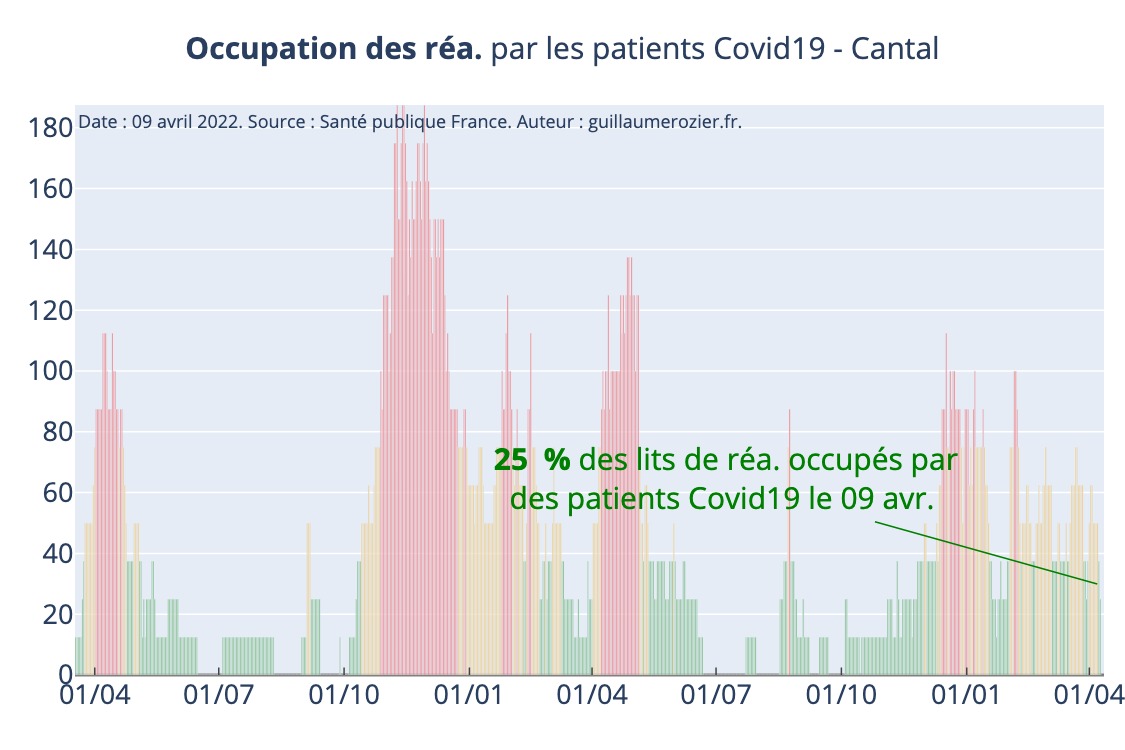 Occupation des réa. par les patients Covid19 - Cantal
Date : 09 avril 2022. Source : Santé publique France. Auteur : guillaumerozier.fr.
180
160
140
120
100
80
60
40
20
0
25 % des lits de réa. occupés par
des patients Covid19 le 09 avr.
01/04 01/07 01/10 01/01 01/04 01/07 01/10 01/01 01/04